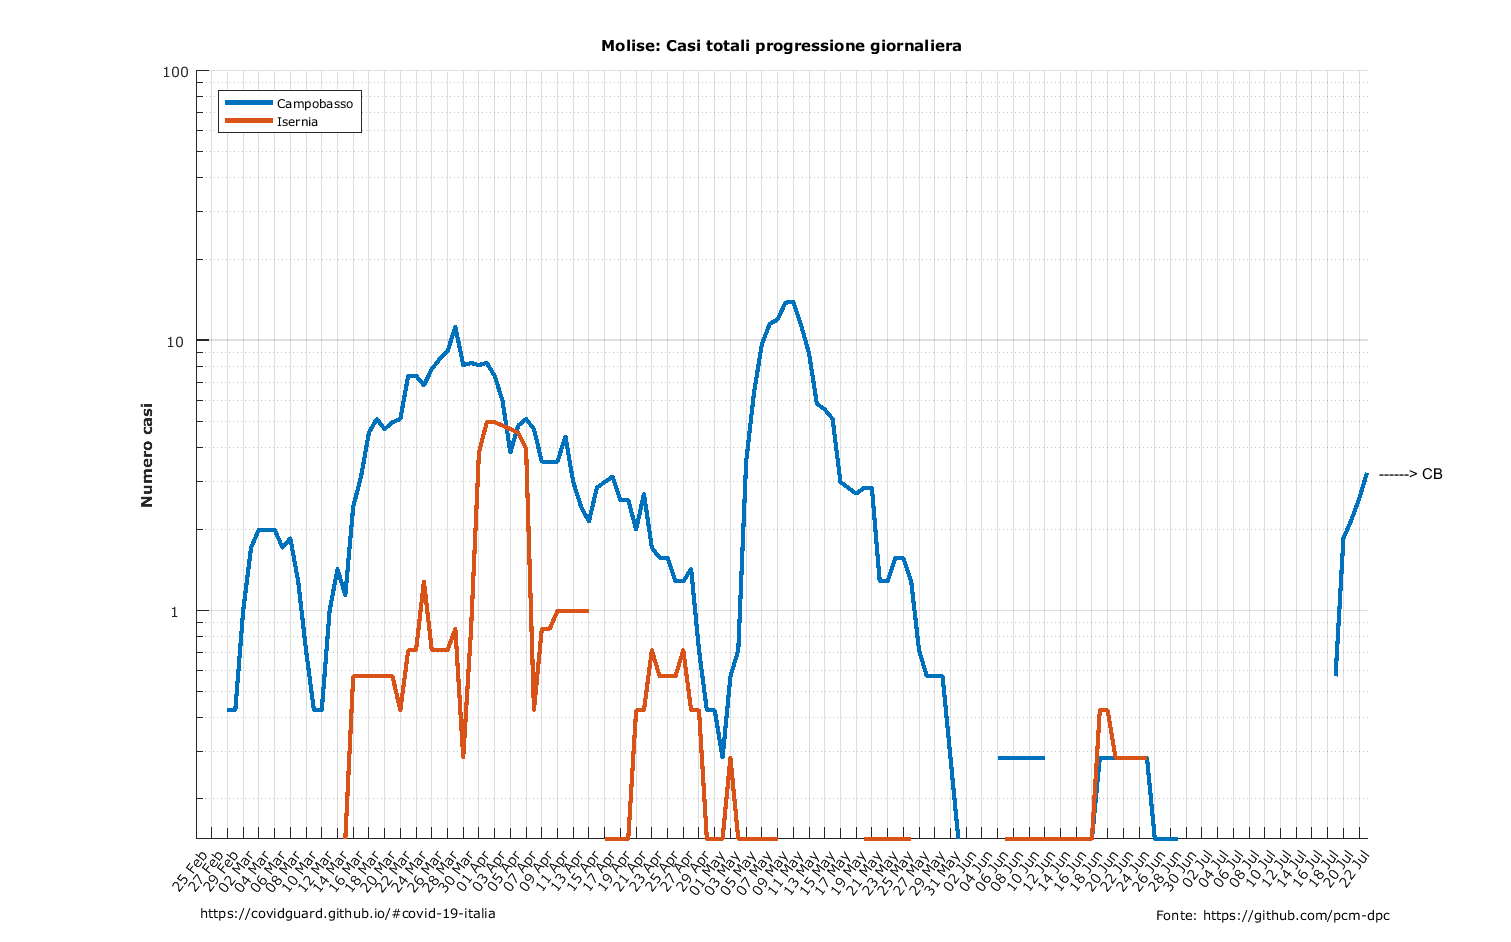 Molise: Casi totali progressione giornaliera
100
Campobasso
Isernia
10
Numero casi
------> CB
1
25 Feb 27 Feb 29 Feb 02 Mar 04 Mar 06 Mar 08 Mar 10 Mar 12 Mar 14 Mar 16 Mar 18 Mar 20 Mar 22 Mar 24 Mar 26 Mar 28 Mar 30 Mar 01 Apr 03 Apr 05 Apr 07 Apr 09 Apr 11 Apr 13 Apr 15 Apr 17 Apr 19 Apr 21 Apr 23 Apr 25 Apr 27 Apr 29 Apr 01 May 03 May 05 May 07 May 09 May 11 May 13 May 15 May 17 May 19 May 21 May 23 May 25 May 27 May 29 May 31 May 02 Jun 04 Jun 06 Jun 08 Jun 10 Jun 12 Jun 14 Jun 16 Jun 18 Jun 20 Jun 22 Jun 24 Jun 26 Jun 28 Jun 30 Jun 02 Jul 04 Jul 06 Jul 08 Jul 10 Jul 12 Jul 14 Jul 16 Jul 18 Jul 20 Jul 22 Jul
https://covidguard.github.io/#covid-19-italia
Fonte: https://github.com/pcm-dpc